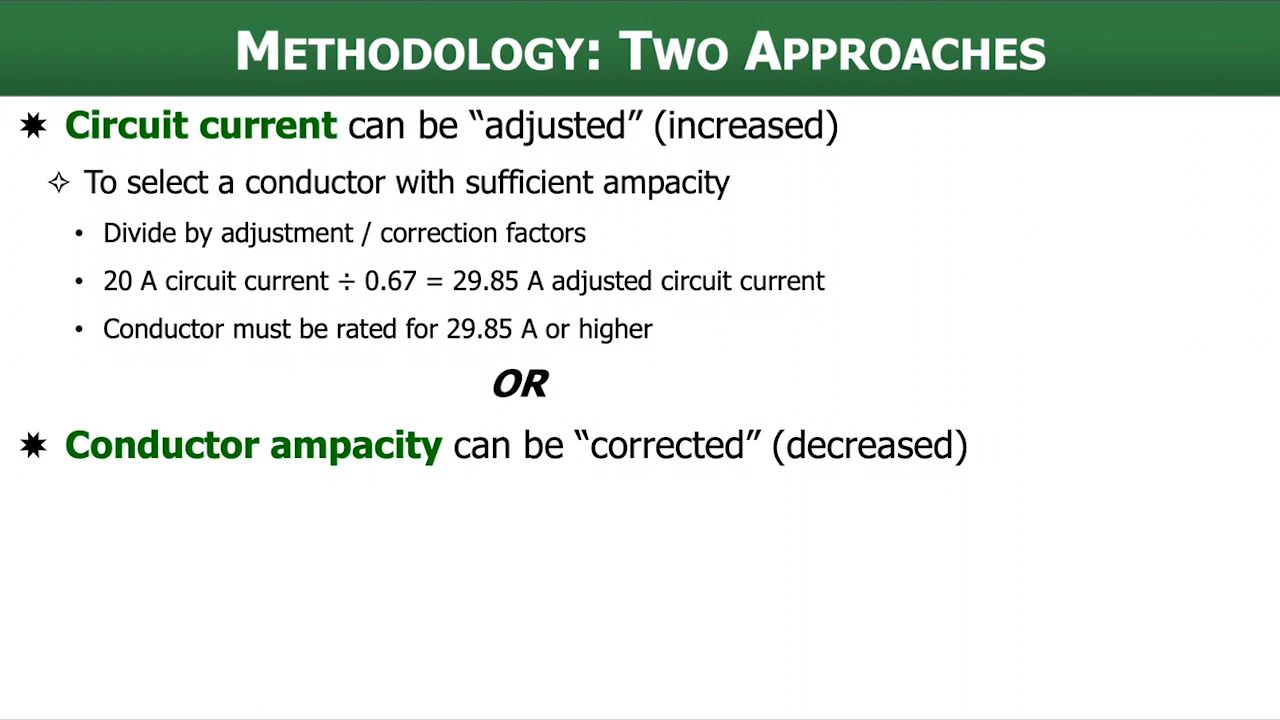 METHODOLOGY: TWO APPROACHES
✷ Circuit current can be “adjusted” (increased)
✧ To select a conductor with sufficient ampacity
• Divide by adjustment / correction factors
• 20 A circuit current ÷ 0.67 = 29.85 A adjusted circuit current
• Conductor must be rated for 29.85 A or higher
OR
✷ Conductor ampacity can be “corrected” (decreased)